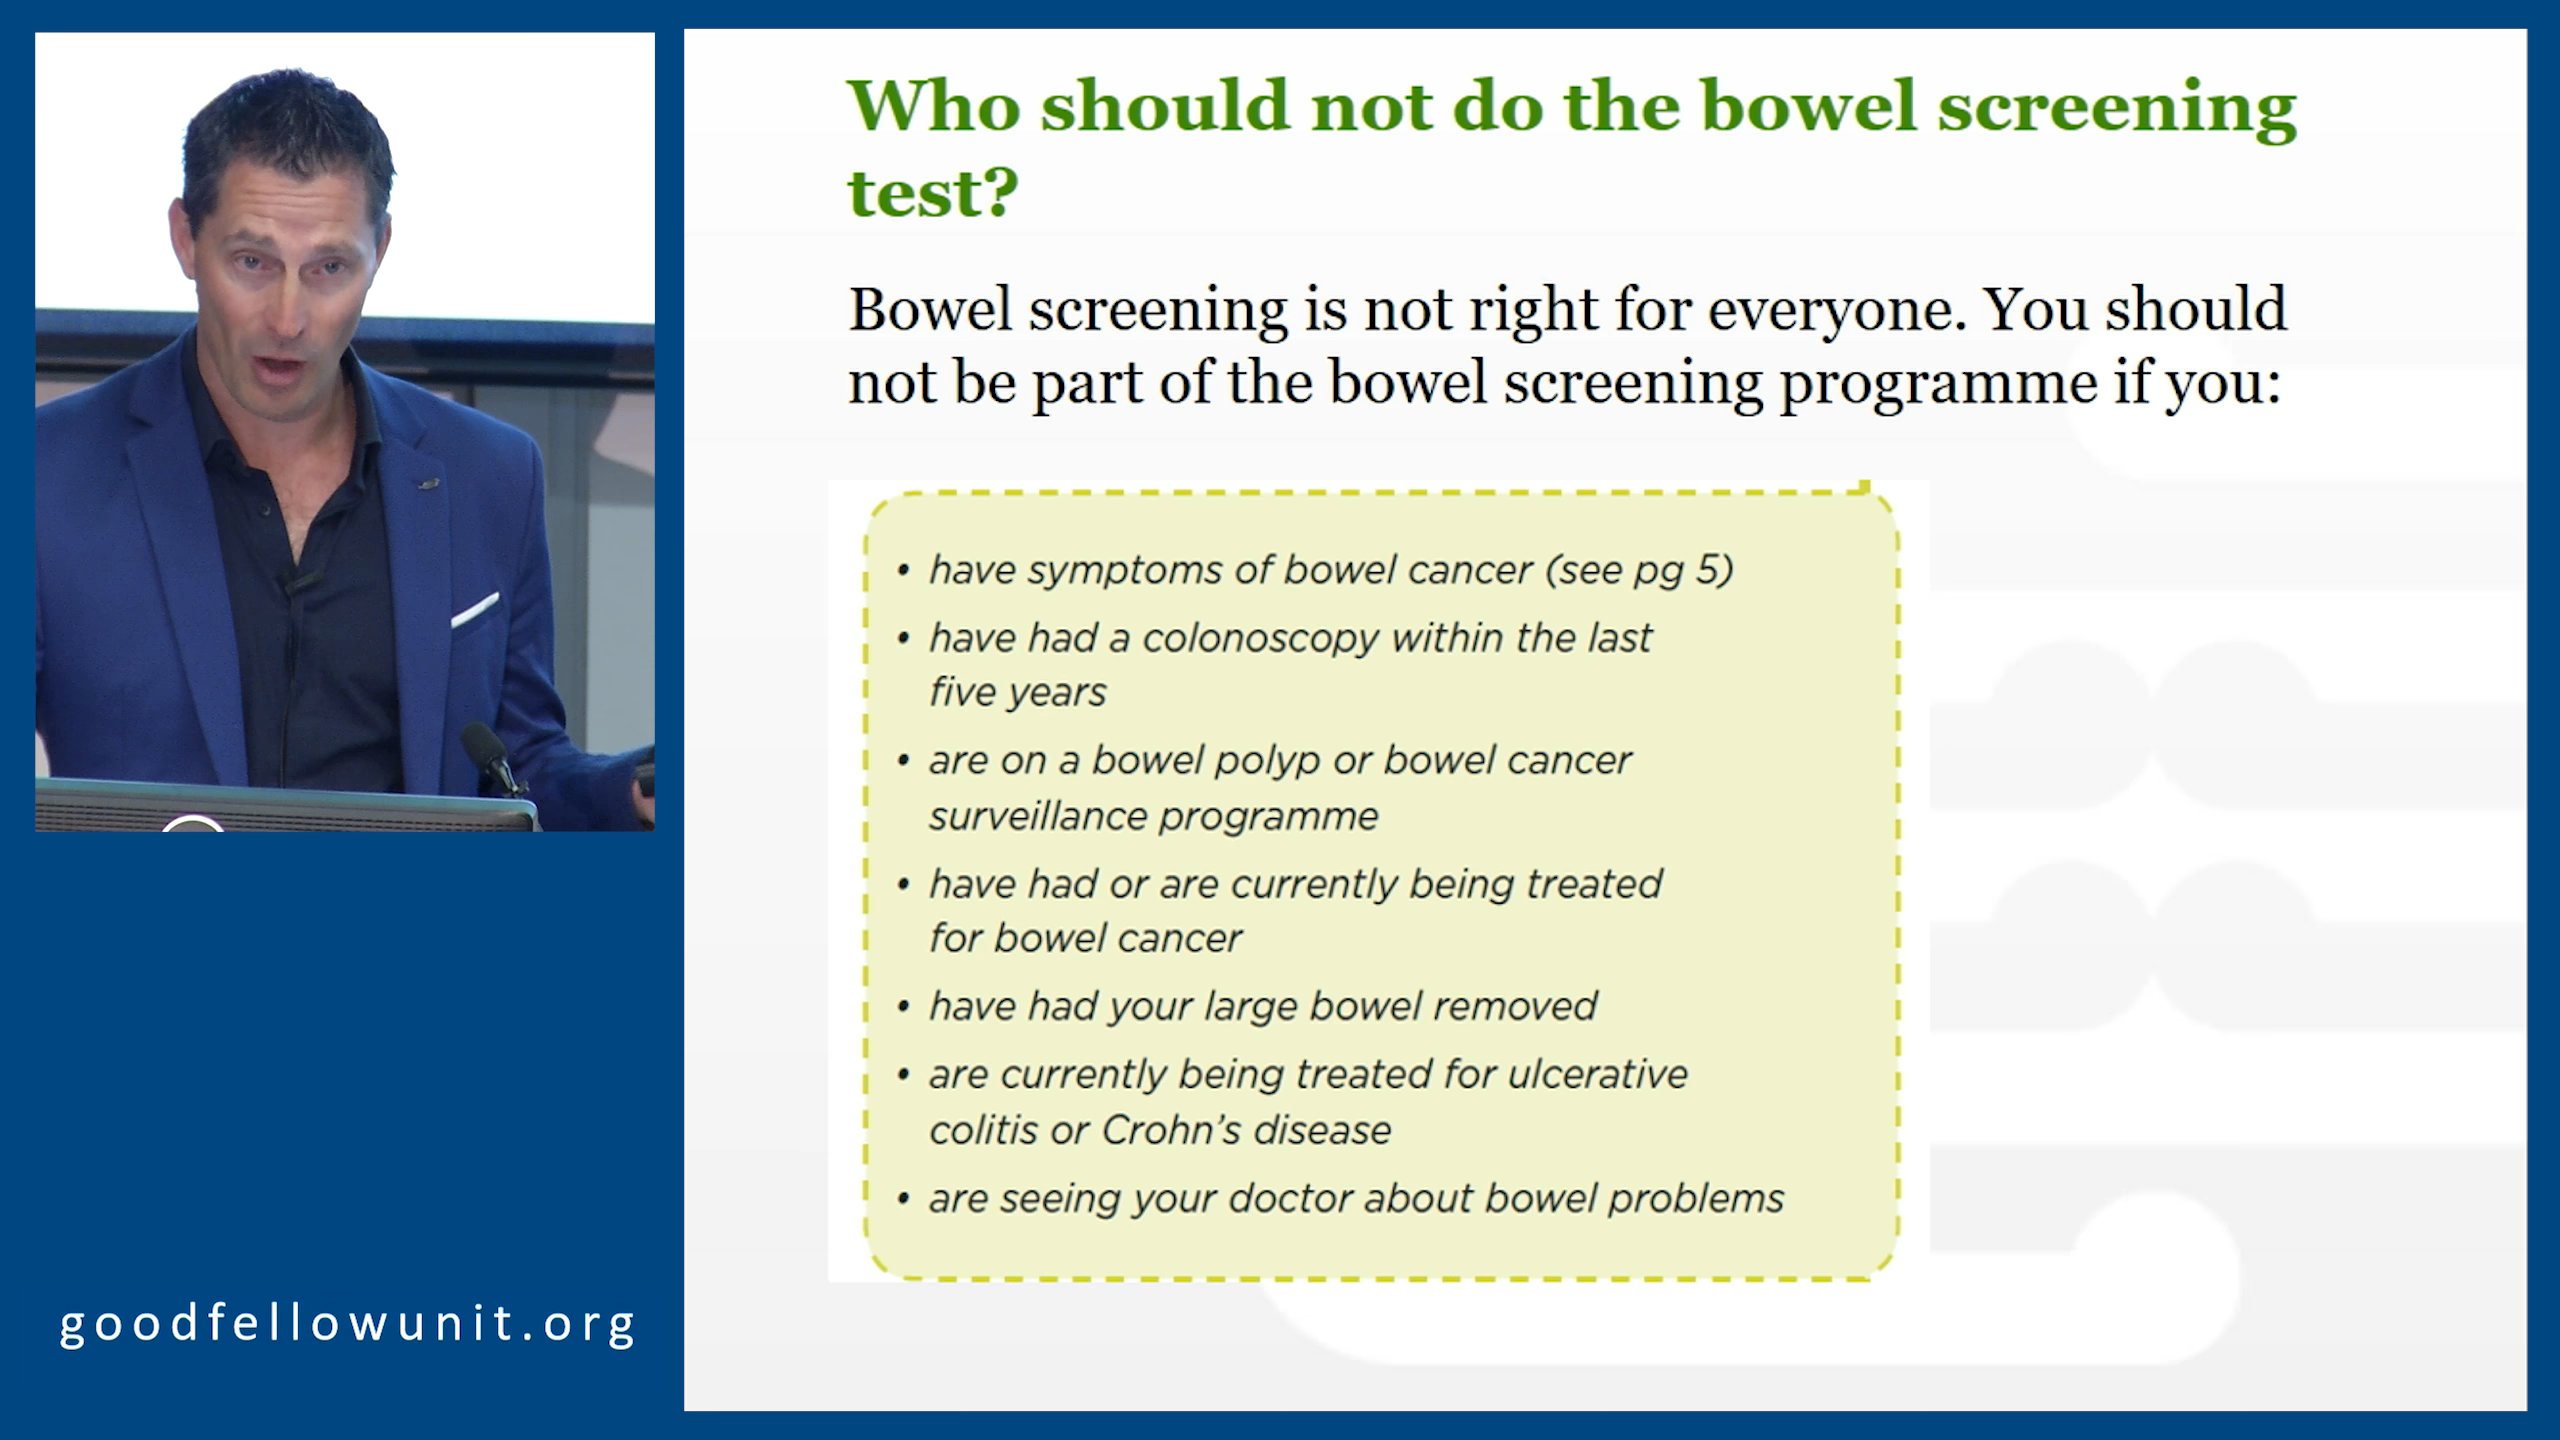 Who should not do the bowel screening
test?
Bowel screening is not right for everyone. You should
not be part of the bowel screening programme if you:
• have symptoms of bowel cancer (see pg 5)
• have had a colonoscopy within the last
five years
• are on a bowel polyp or bowel cancer
surveillance programme
• have had or are currently being treated
for bowel cancer
• have had your large bowel removed
• are currently being treated for ulcerative
colitis or Crohn's disease
• are seeing your doctor about bowel problems
goodfellowunit.org